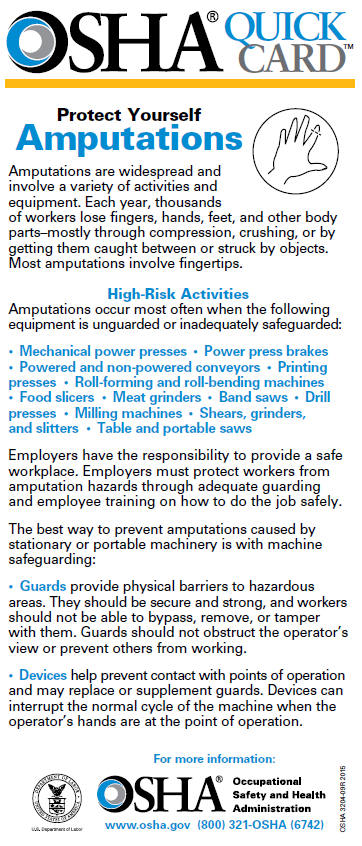 OSHA® QUICK
CARD™
Protect Yourself
Amputations
Amputations are widespread and
involve a variety of activities and
equipment. Each year, thousands
of workers lose fingers, hands, feet, and other body
parts–mostly through compression, crushing, or by
getting them caught between or struck by objects.
Most amputations involve fingertips.
High-Risk Activities
Amputations occur most often when the following
equipment is unguarded or inadequately safeguarded:
• Mechanical power presses • Power press brakes
• Powered and non-powered conveyors • Printing
presses • Roll-forming and roll-bending machines
• Food slicers • Meat grinders • Band saws • Drill
presses • Milling machines • Shears, grinders,
and slitters • Table and portable saws
Employers have the responsibility to provide a safe
workplace. Employers must protect workers from
amputation hazards through adequate guarding
and employee training on how to do the job safely.
The best way to prevent amputations caused by
stationary or portable machinery is with machine
safeguarding:
• Guards provide physical barriers to hazardous
areas. They should be secure and strong, and workers
should not be able to bypass, remove, or tamper
with them. Guards should not obstruct the operator's
view or prevent others from working.
• Devices help prevent contact with points of operation
and may replace or supplement guards. Devices can
interrupt the normal cycle of the machine when the
operator's hands are at the point of operation.
For more information:
DEPARTMENT OF LABOR
UNITED STATES OF AMERICA
U.S. Department of Labor
OSHA®
Occupational
Safety and Health
Administration
www.osha.gov (800) 321-OSHA (6742)
OSHA 3204-09R 2015